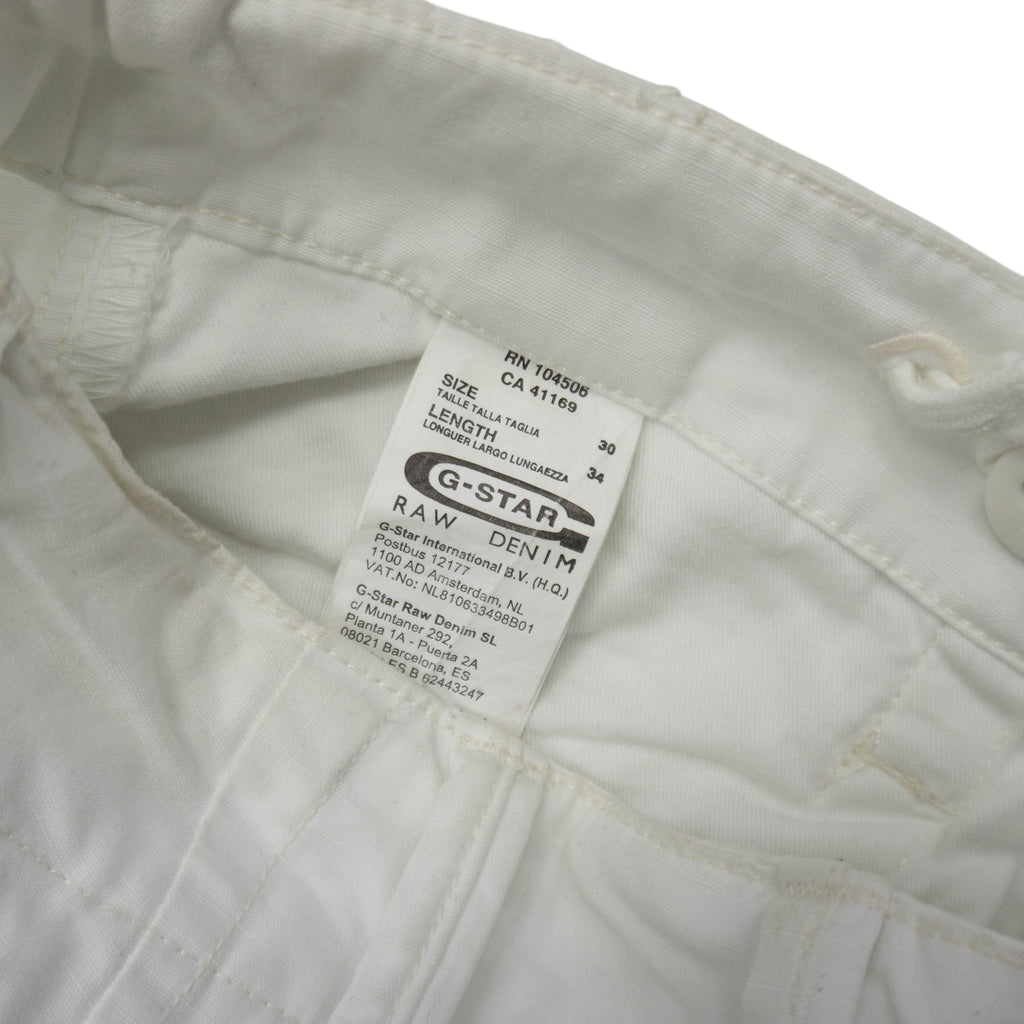 RN 104506
CA 41169
SIZE
TAILLE TALLA TAGLIA 30
LENGTH
LONGUER LARGO LUNGAEZZA 34
G-STAR
RAW DENIM
G-Star International B.V. (H.Q.)
Postbus 12177
1100 AD Amsterdam, NL
VAT.No: NL810633498B01
G-Star Raw Denim SL
c/ Muntaner 292,
Planta 1A - Puerta 2A
08021 Barcelona, ES
ES B 62443247